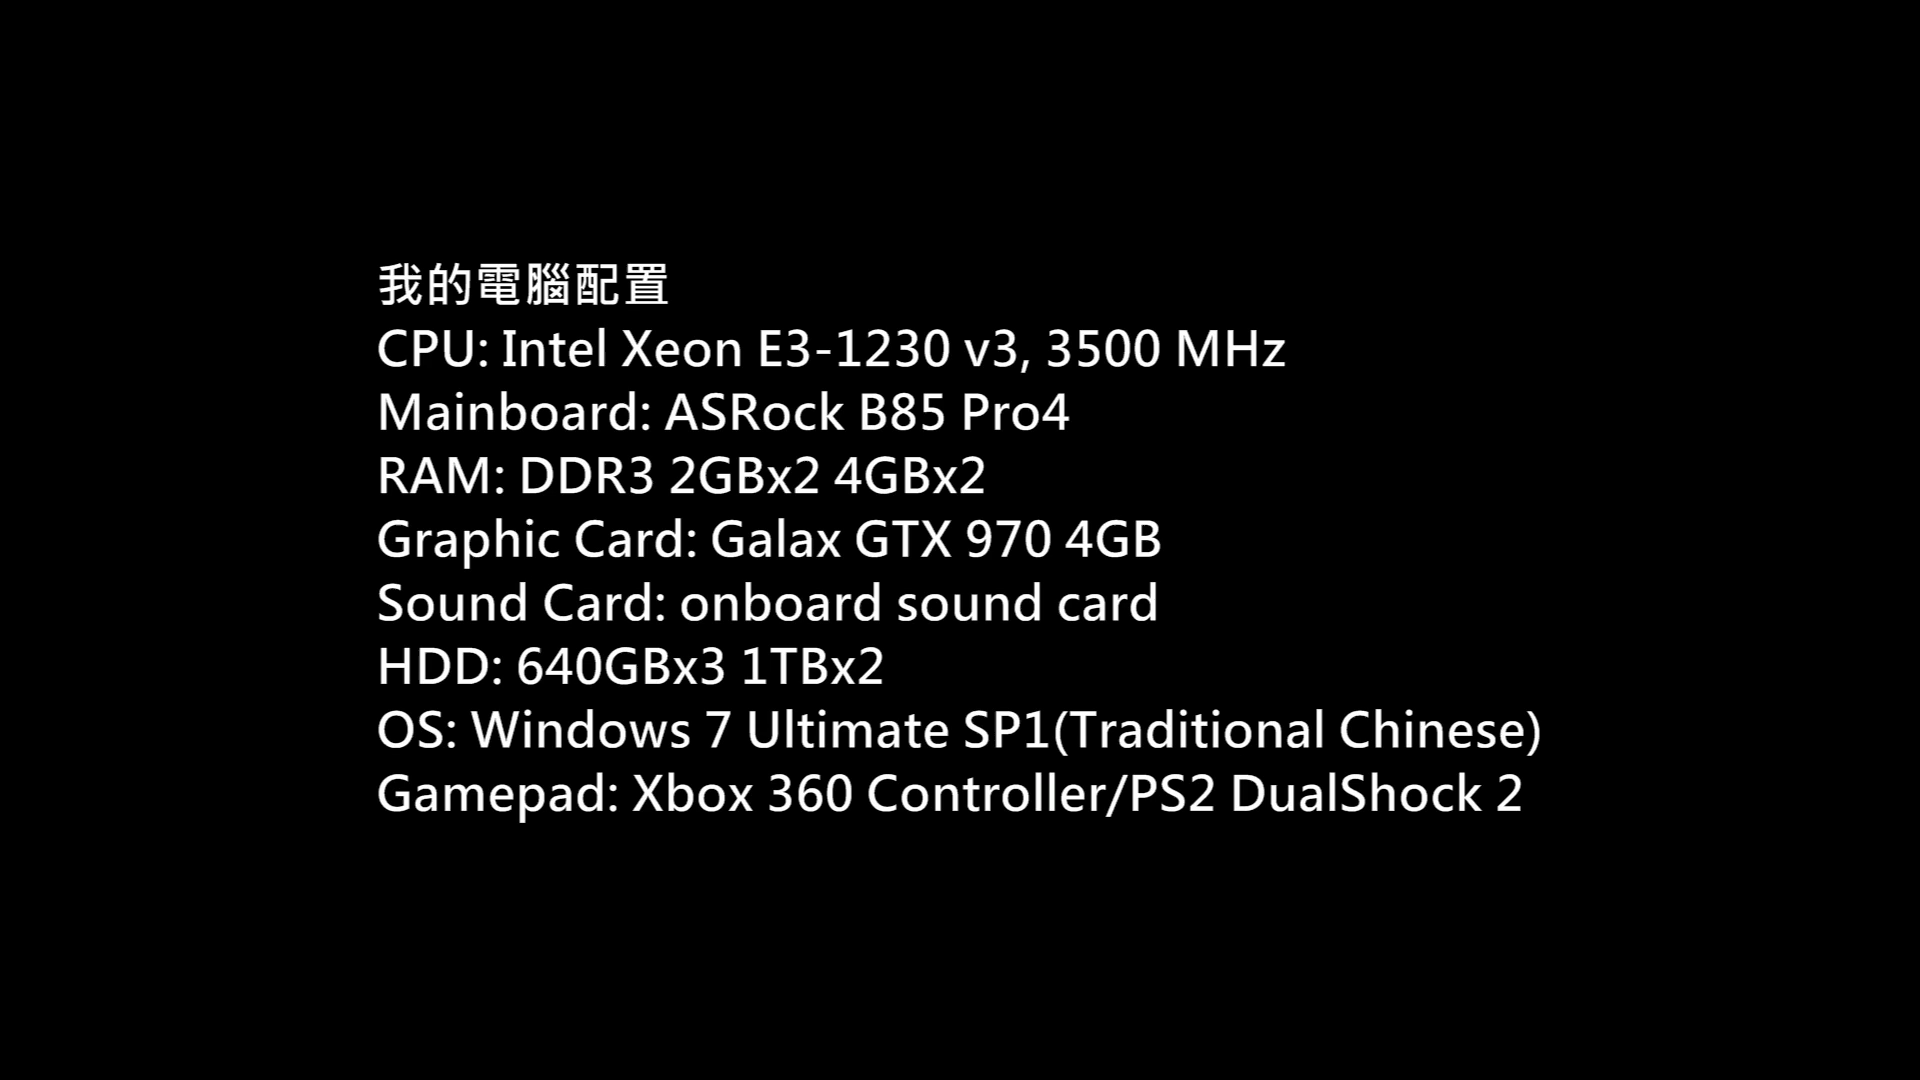 我的電腦配置
CPU: Intel Xeon E3-1230 v3, 3500 MHz
Mainboard: ASRock B85 Pro4
RAM: DDR3 2GBx2 4GBx2
Graphic Card: Galax GTX 970 4GB
Sound Card: onboard sound card
HDD: 640GBx3 1TBx2
OS: Windows 7 Ultimate SP1(Traditional Chinese)
Gamepad: Xbox 360 Controller/PS2 DualShock 2